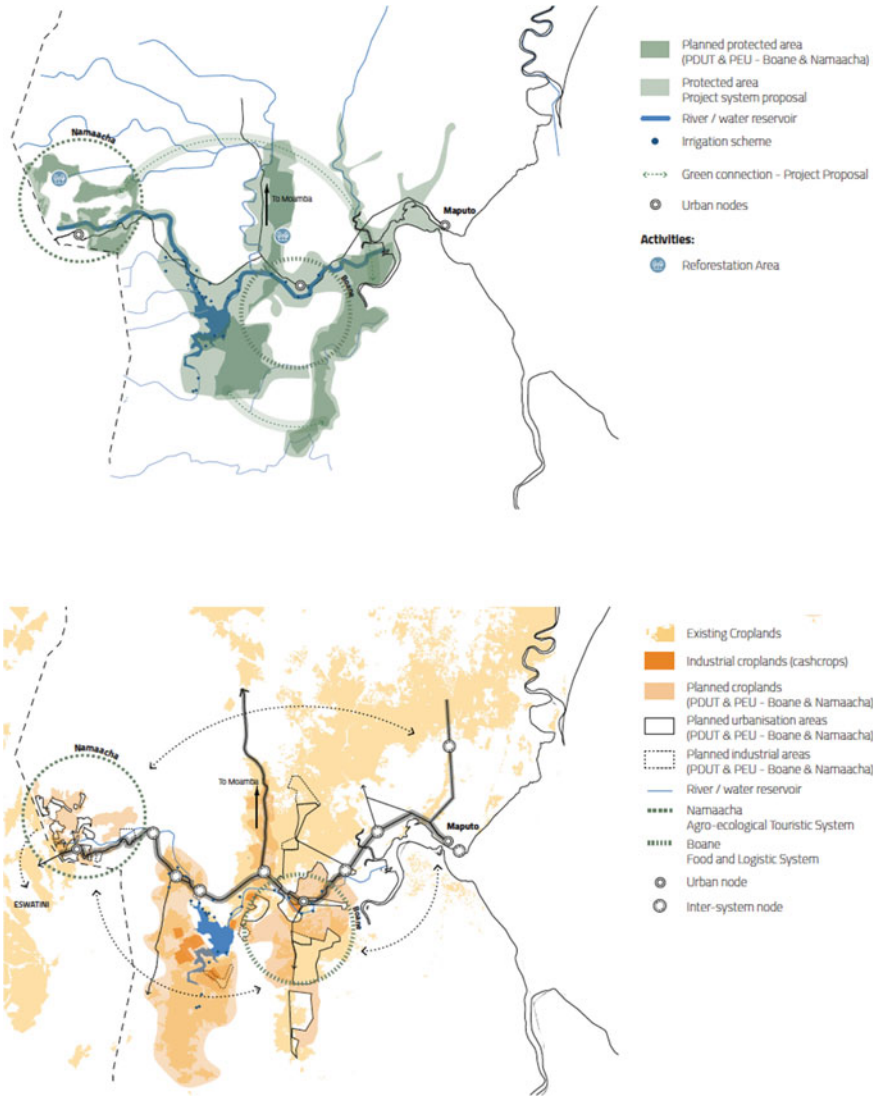 Planned protected area
(PDUT & PEU - Boane & Namaacha)
Protected area
Project system proposal
River / water reservoir
Irrigation scheme
Green connection - Project Proposal
Urban nodes
Activities:
Reforestation Area
Namaacha
To Moamba
Maputo
Boane
Existing Croplands
Industrial croplands (cashcrops)
Planned croplands
(PDUT & PEU - Boane & Namaacha)
Planned urbanisation areas
(PDUT & PEU - Boane & Namaacha)
Planned industrial areas
(PDUT & PEU - Boane & Namaacha)
River / water reservoir
Namaacha
Agro-ecological Touristic System
Boane
Food and Logistic System
Urban node
Inter-system node
Namaacha
To Moamba
Maputo
Boane
ESWATINI